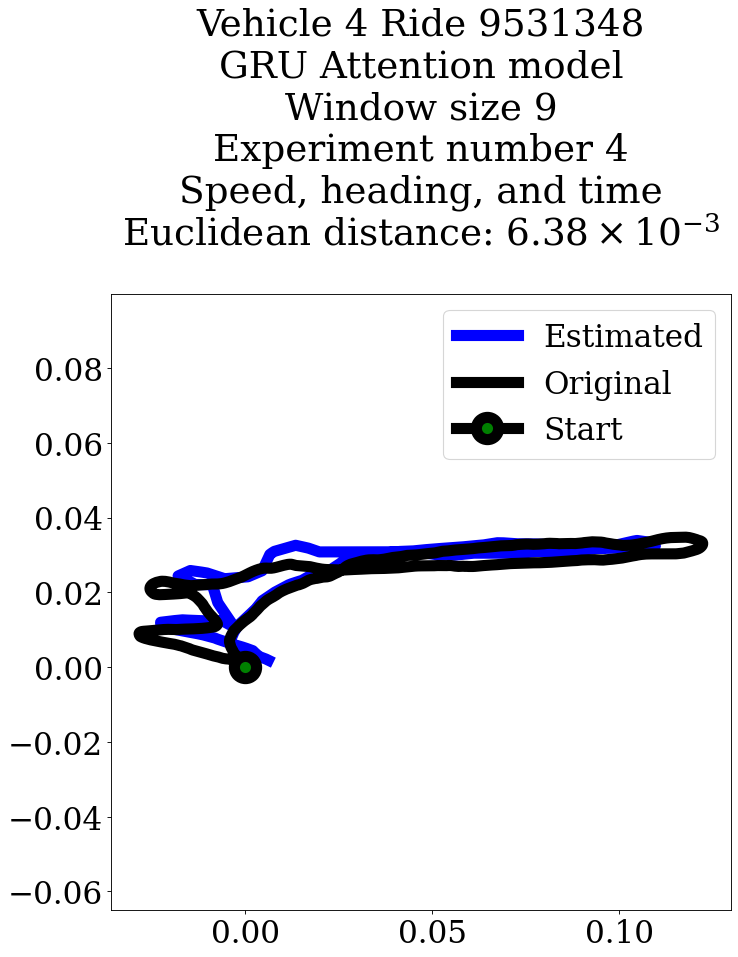 Vehicle 4 Ride 9531348
GRU Attention model
Window size 9
Experiment number 4
Speed, heading, and time
Euclidean distance: 6.38 × 10⁻³
Estimated
Original
Start
0.08
0.06
0.04
0.02
0.00
−0.02
−0.04
−0.06
0.00 0.05 0.10